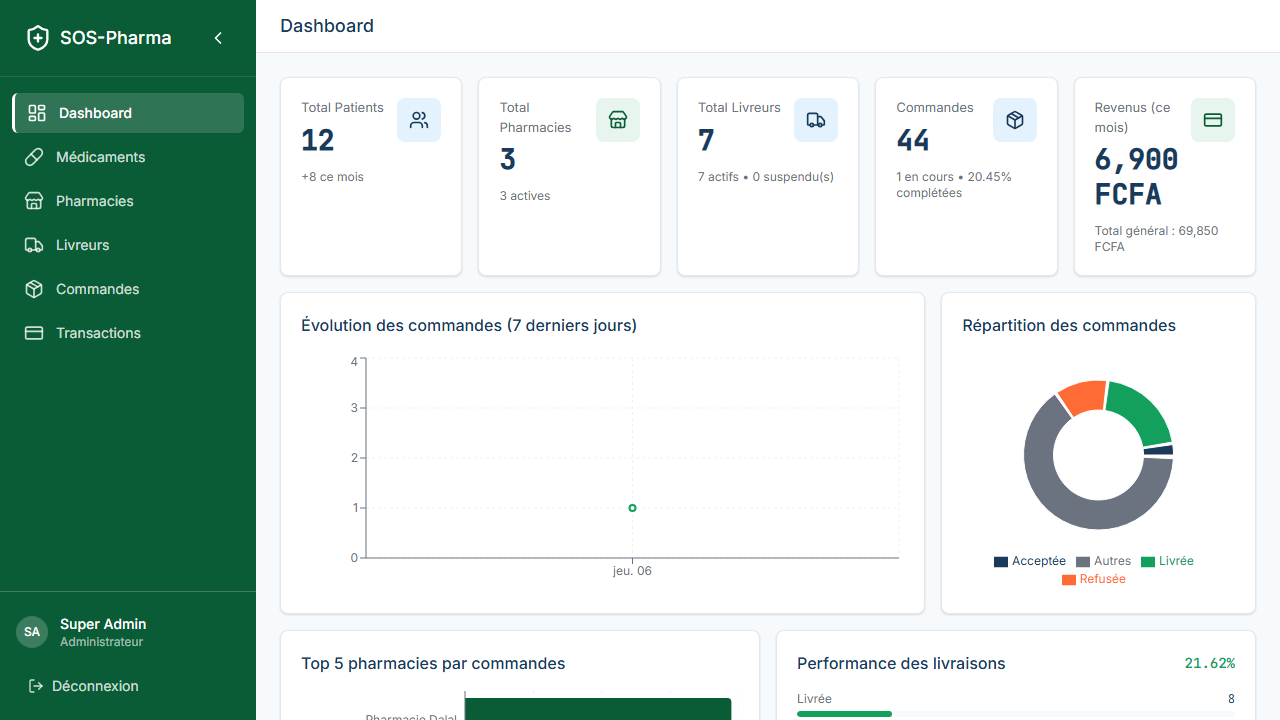 SOS-Pharma
Dashboard
Médicaments
Pharmacies
Livreurs
Commandes
Transactions
SA
Super Admin
Administrateur
Déconnexion
Dashboard
Total Patients
12
+8 ce mois
Total
Pharmacies
3
3 actives
Total Livreurs
7
7 actifs • 0 suspendu(s)
Commandes
44
1 en cours • 20.45%
complétées
Revenus (ce
mois)
6,900
FCFA
Total général : 69,850
FCFA
Évolution des commandes (7 derniers jours)
4
3
2
1
0
jeu. 06
Répartition des commandes
Acceptée
Autres
Livrée
Refusée
Top 5 pharmacies par commandes
Pharmacie Dalal
Performance des livraisons
21.62%
Livrée
8